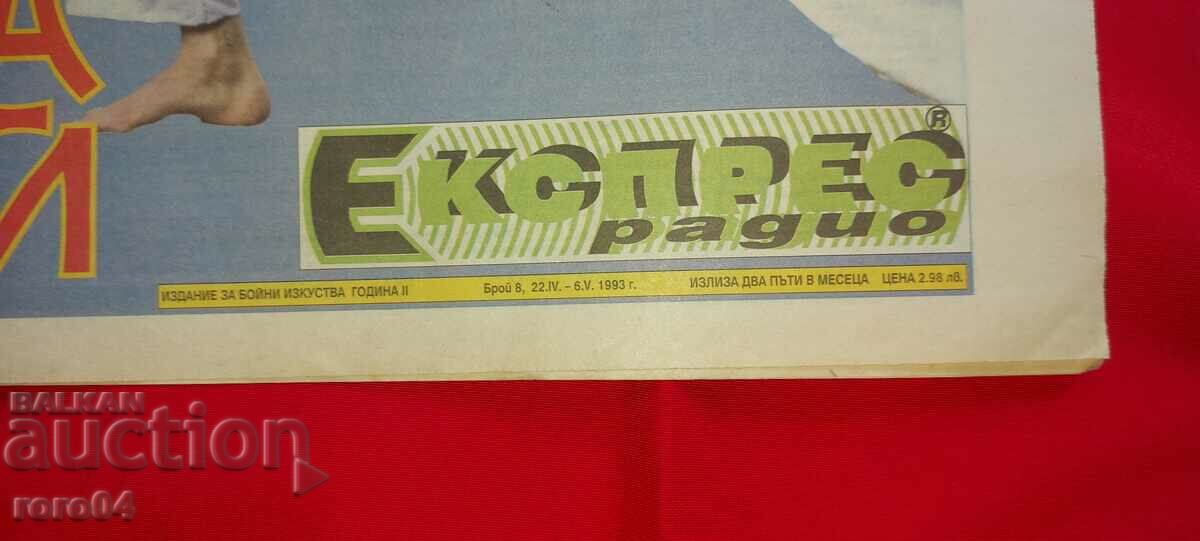 ЕКСПРЕС ®
радио
ИЗДАНИЕ ЗА БОЙНИ ИЗКУСТВА ГОДИНА II Брой 8, 22.IV. - 6.V. 1993 г. ИЗЛИЗА ДВА ПЪТИ В МЕСЕЦА ЦЕНА 2.98 лв.
BALKAN
auction
roro04